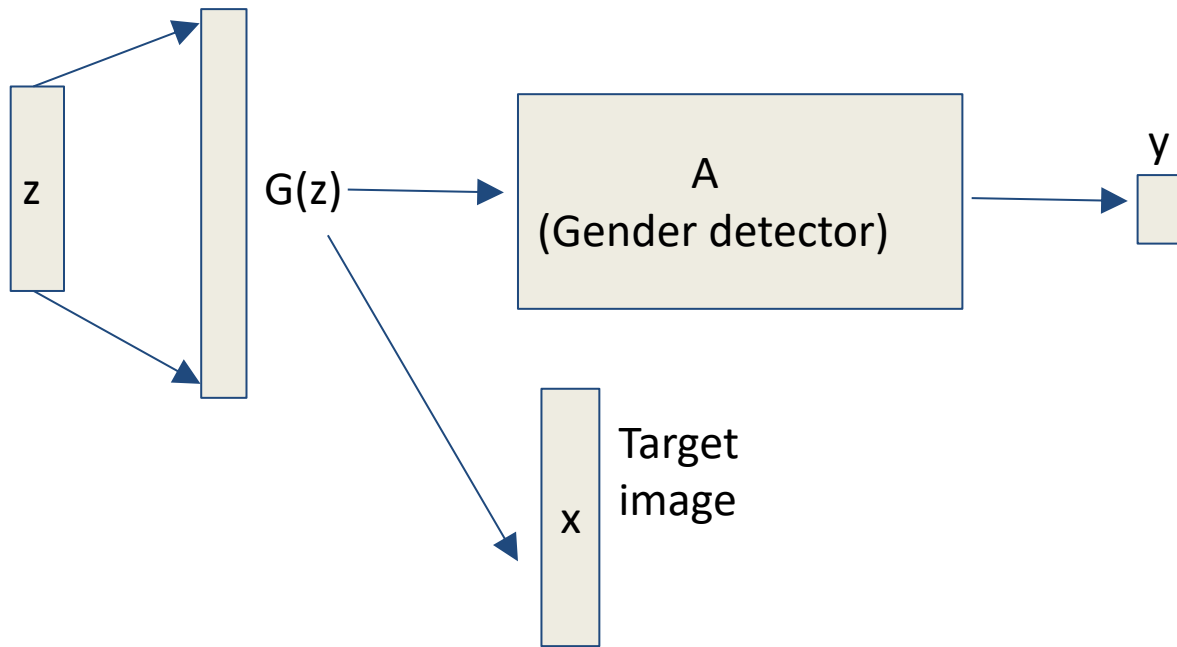 z
G(z)
A
(Gender detector)
y
x
Target
image